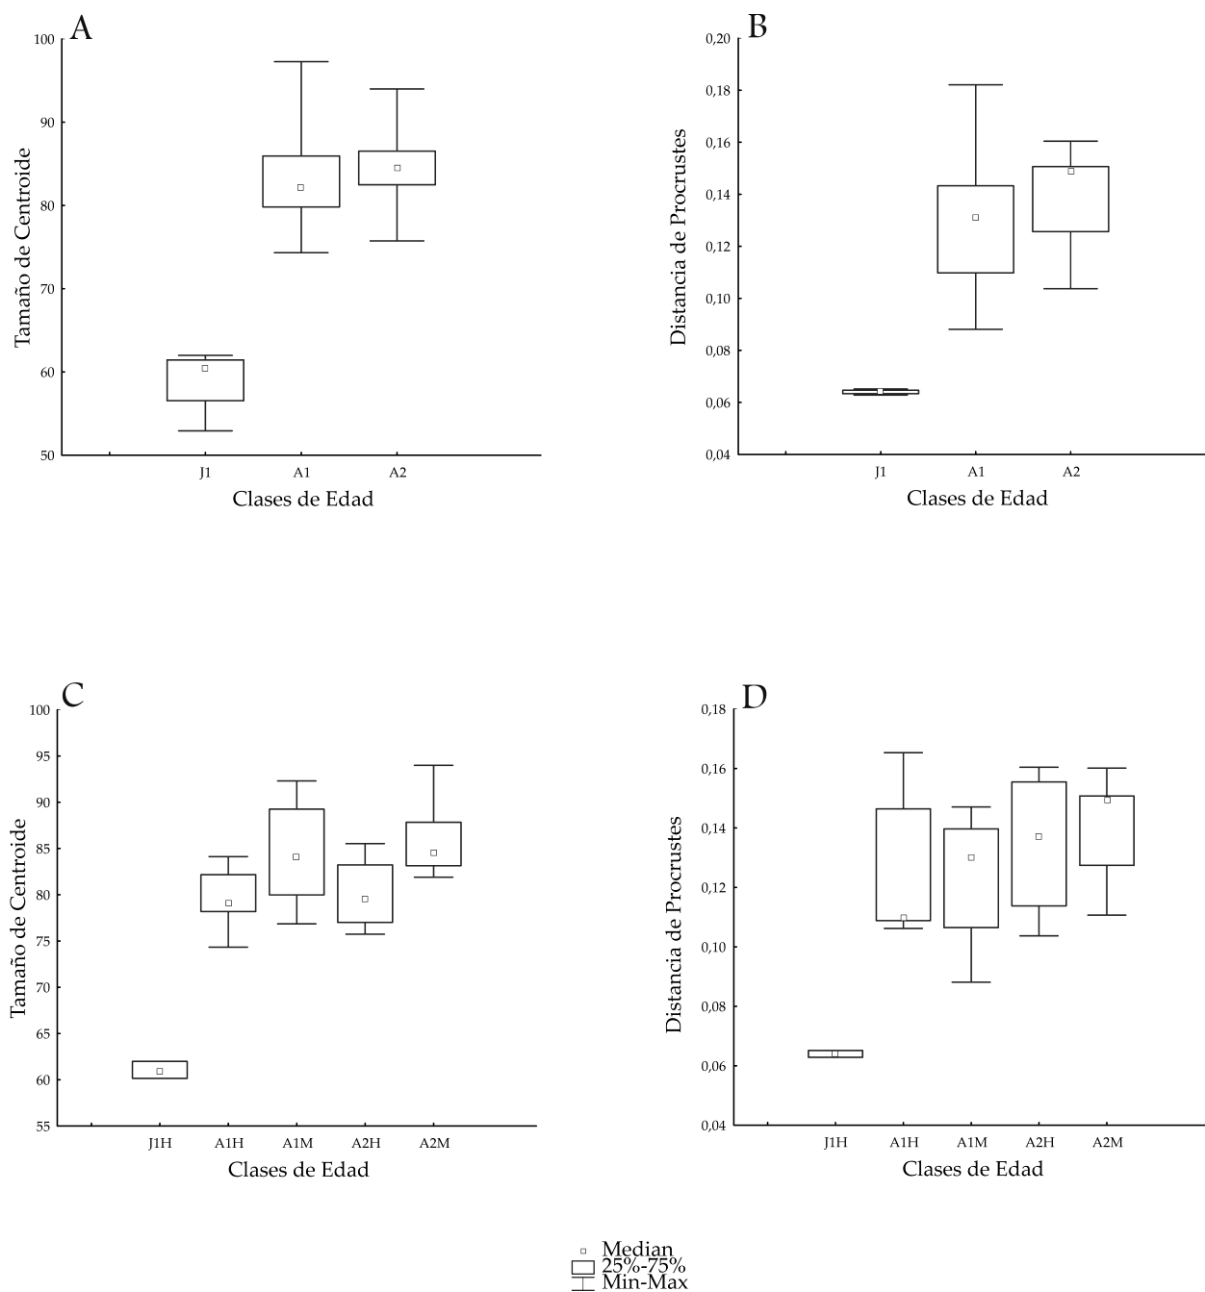 A
100
90
80
70
60
50
Tamaño de Centroide
J1 A1 A2
Clases de Edad
B
0,20
0,18
0,16
0,14
0,12
0,10
0,08
0,06
0,04
Distancia de Procrustes
J1 A1 A2
Clases de Edad
C
100
95
90
85
80
75
70
65
60
55
Tamaño de Centroide
J1H A1H A1M A2H A2M
Clases de Edad
D
0,18
0,16
0,14
0,12
0,10
0,08
0,06
0,04
Distancia de Procrustes
J1H A1H A1M A2H A2M
Clases de Edad
Median
25%-75%
Min-Max